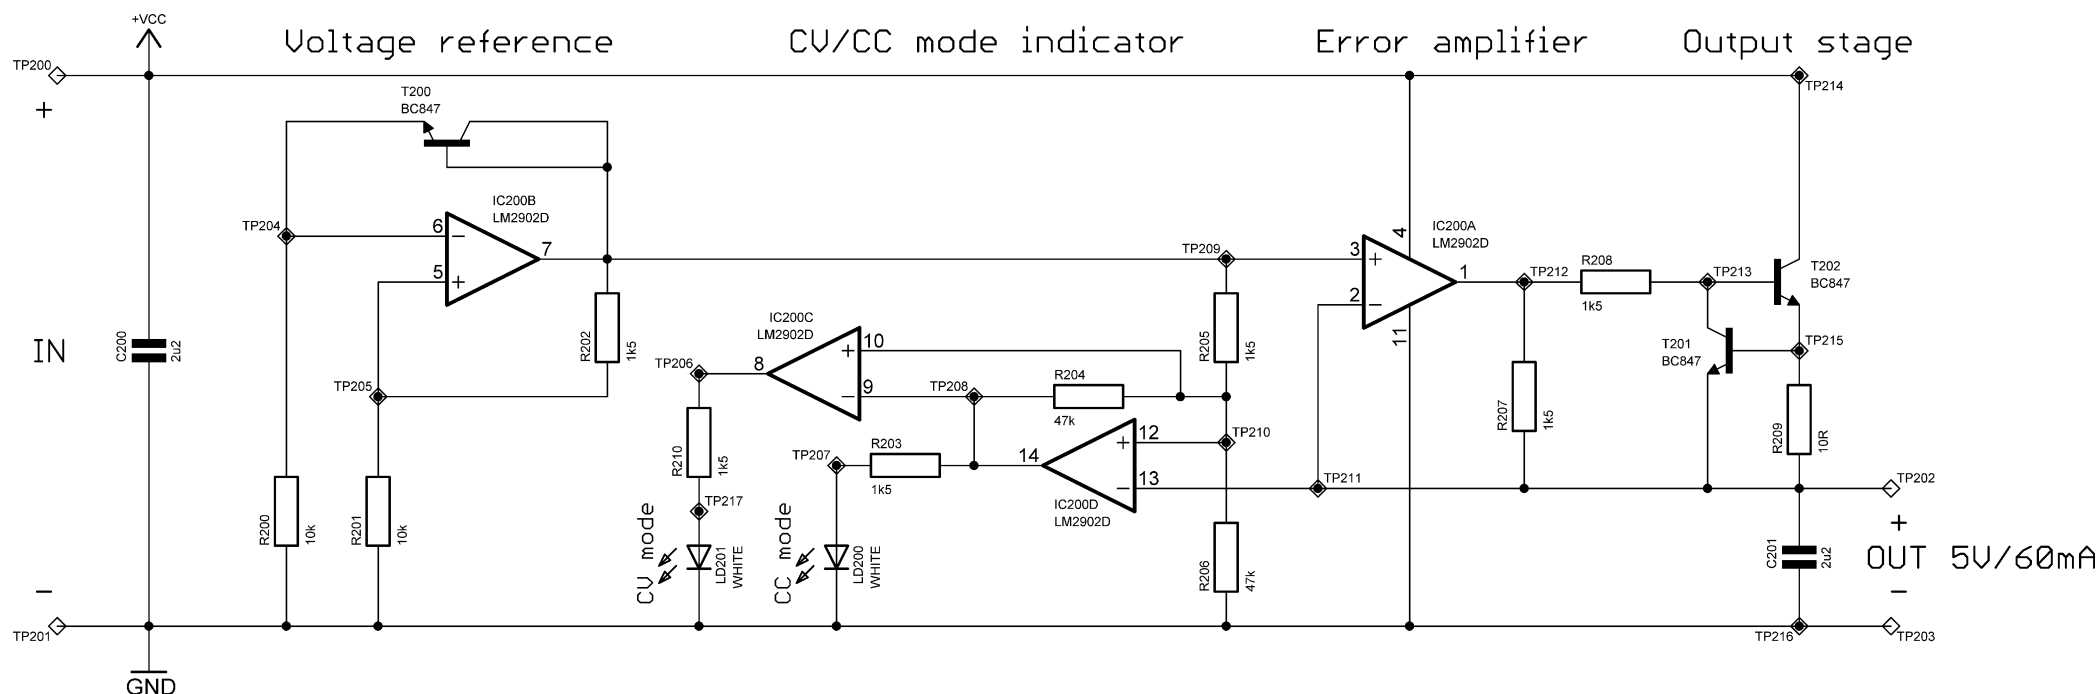 +VCC
Voltage reference
CV/CC mode indicator
Error amplifier
Output stage
TP200
+
T200
BC847
TP214
IC200B
LM2902D
TP204
6
-
5
+
7
TP209
IC200A
LM2902D
3
+
2
-
4
11
1
TP212
R208
1k5
TP213
T202
BC847
IN
C200
2u2
R202
1k5
IC200C
LM2902D
10
+
9
-
8
TP206
R205
1k5
T201
BC847
TP215
TP205
TP208
R204
47k
R207
1k5
R209
10R
R210
1k5
TP207
R203
1k5
14
12
+
13
-
TP210
IC200D
LM2902D
TP211
TP202
+
R200
10k
R201
10k
TP217
CV mode
LD201
WHITE
CC mode
LD200
WHITE
R206
47k
C201
2u2
OUT 5V/60mA
-
-
TP201
TP216
TP203
GND